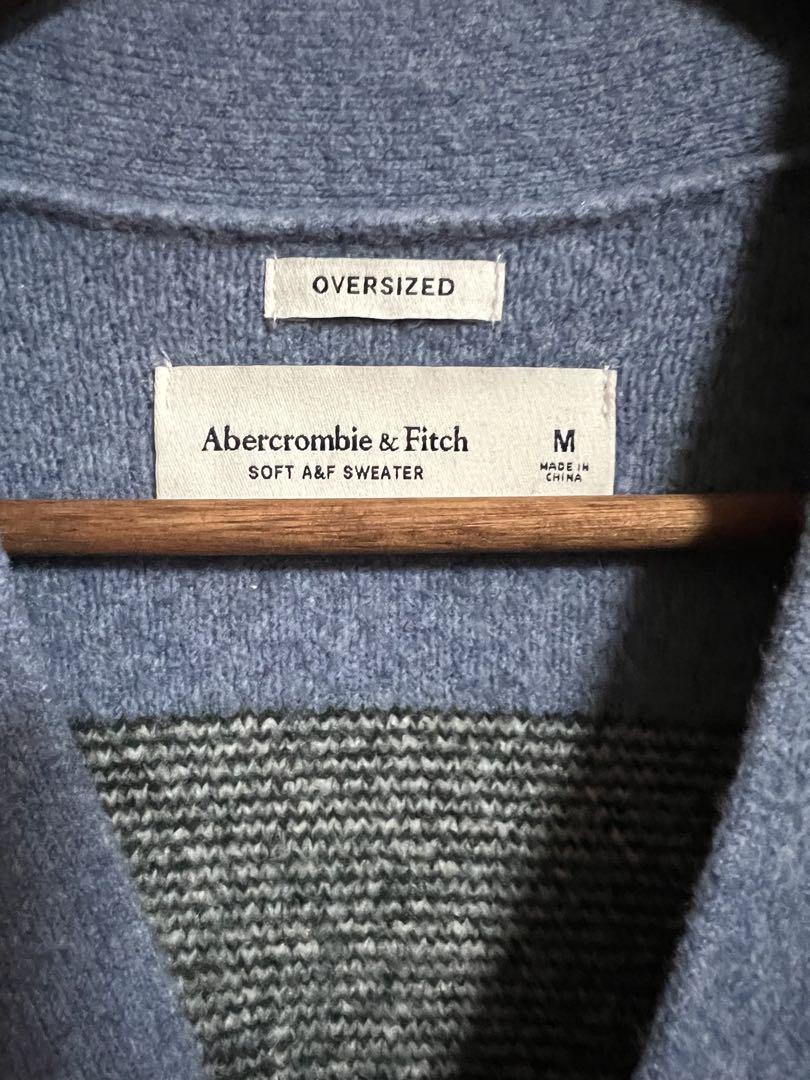 OVERSIZED
Abercrombie & Fitch
SOFT A&F SWEATER
M
MADE IN
CHINA